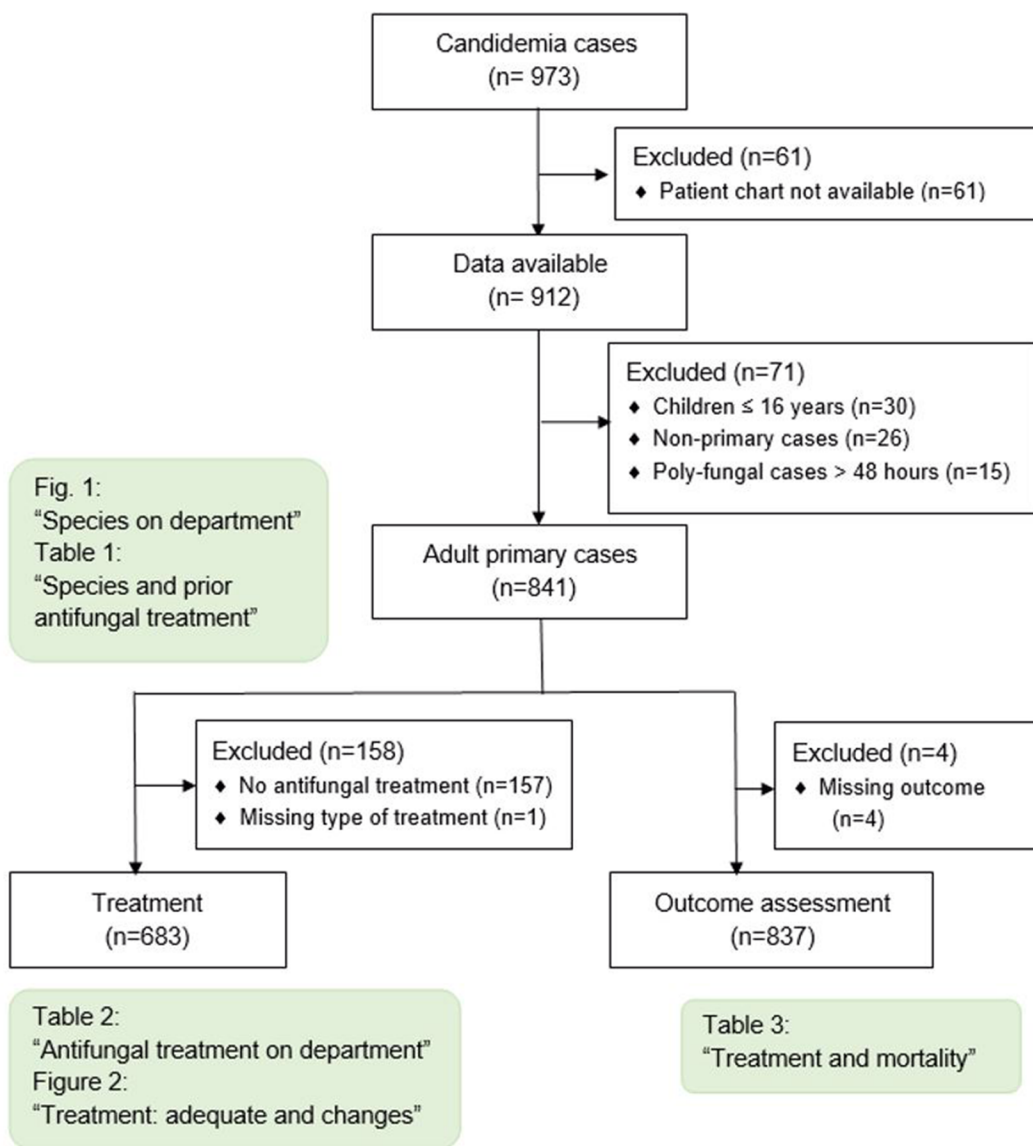 Candidemia cases
(n= 973)
Excluded (n=61)
♦ Patient chart not available (n=61)
Data available
(n= 912)
Excluded (n=71)
♦ Children ≤ 16 years (n=30)
♦ Non-primary cases (n=26)
♦ Poly-fungal cases > 48 hours (n=15)
Fig. 1:
“Species on department”
Table 1:
“Species and prior
antifungal treatment”
Adult primary cases
(n=841)
Excluded (n=158)
♦ No antifungal treatment (n=157)
♦ Missing type of treatment (n=1)
Excluded (n=4)
♦ Missing outcome
(n=4)
Treatment
(n=683)
Outcome assessment
(n=837)
Table 2:
“Antifungal treatment on department”
Figure 2:
“Treatment: adequate and changes”
Table 3:
“Treatment and mortality”